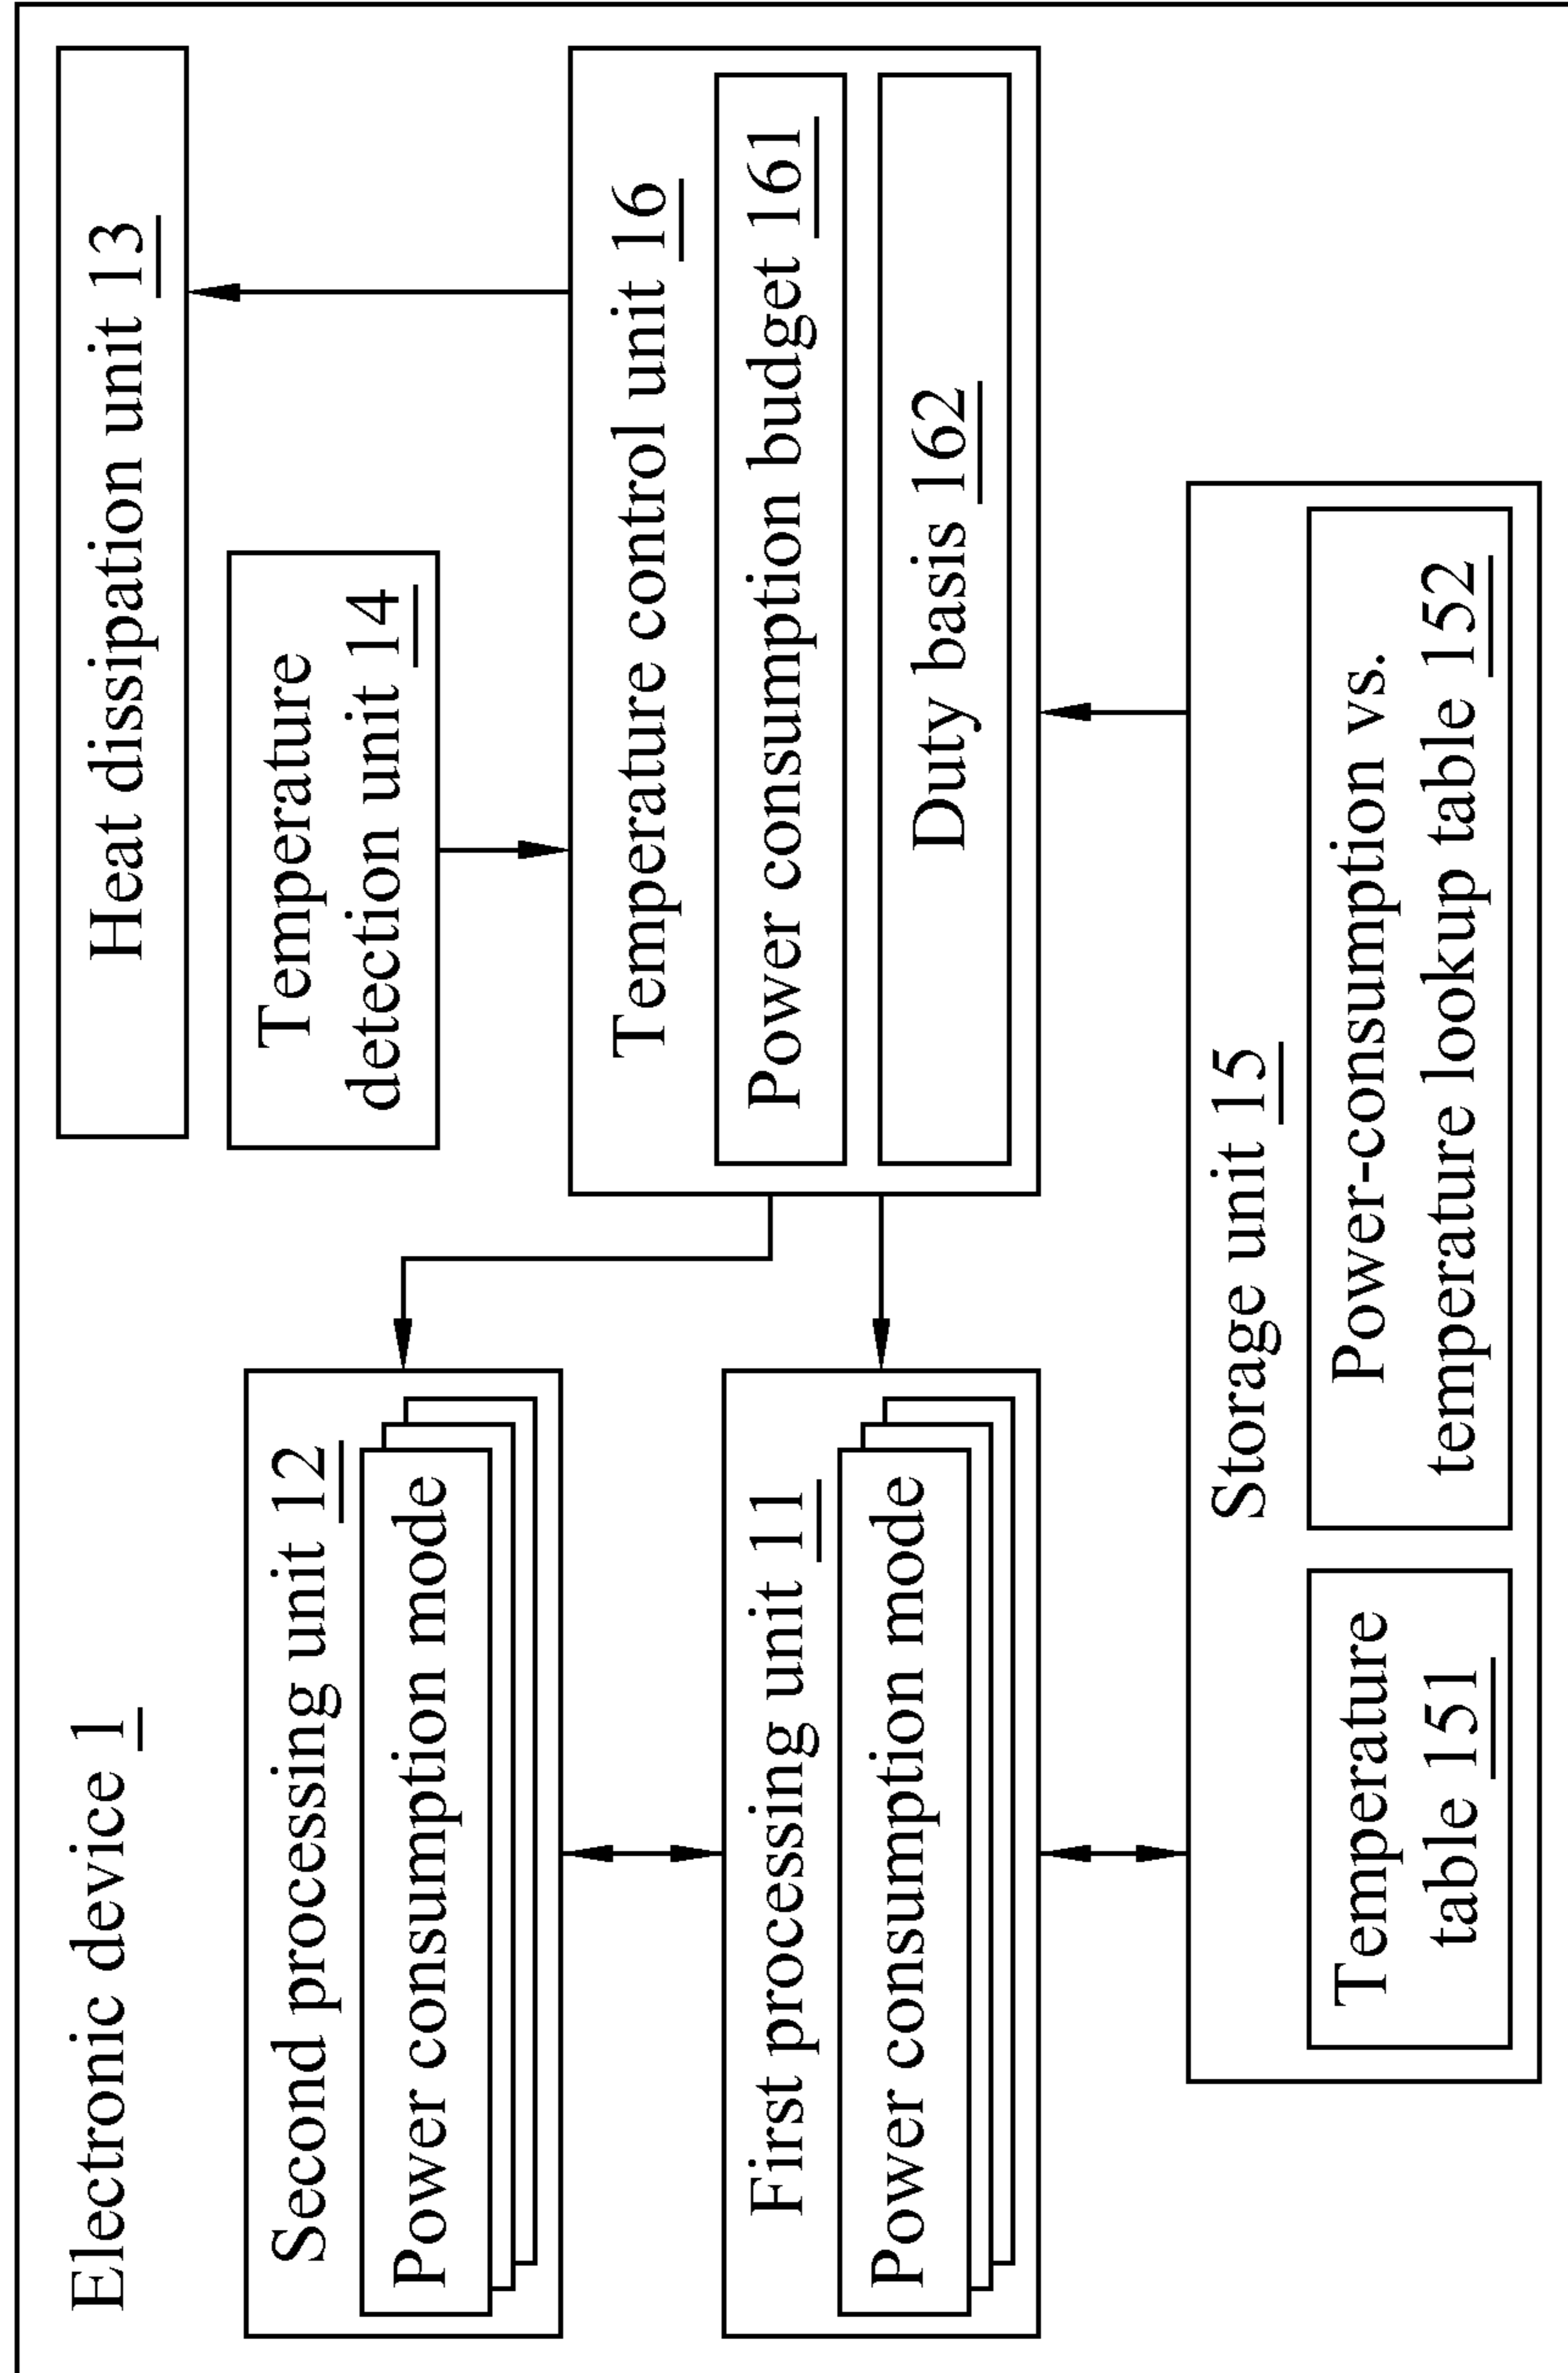 Electronic device 1
Heat dissipation unit 13
Second processing unit 12
Power consumption mode
Temperature
detection unit 14
First processing unit 11
Power consumption mode
Temperature control unit 16
Power consumption budget 161
Duty basis 162
Storage unit 15
Temperature
table 151
Power-consumption vs.
temperature lookup table 152